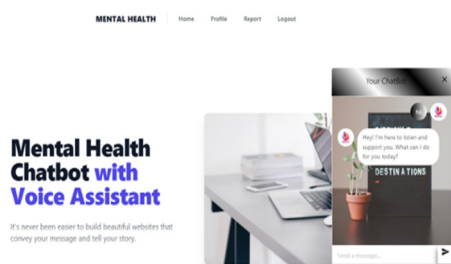 MENTAL HEALTH
Home Profile Report Logout
Mental Health
Chatbot with
Voice Assistant
It's never been easier to build beautiful websites that
convey your message and tell your story.
Your Chatbot
Hey! I'm here to listen and
support you. What can I do
for you today?
DESTINATIONS
Send a message...